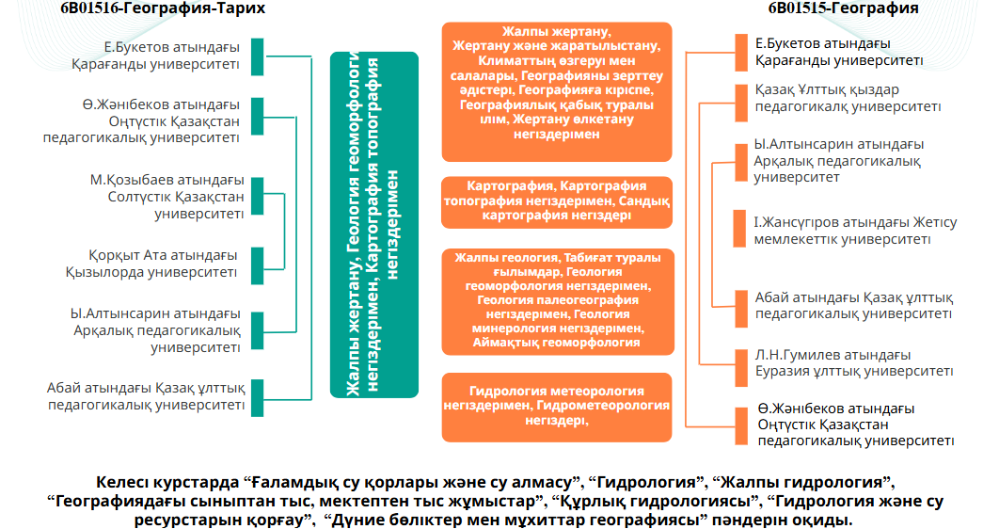 6B01516-География-Тарих
Е.Букетов атындағы
Қарағанды университеті
Ө.Жәнібеков атындағы
Оңтүстік Қазақстан
педагогикалық университеті
М.Қозыбаев атындағы
Солтүстік Қазақстан
университеті
Қорқыт Ата атындағы
Қызылорда университеті
Ы.Алтынсарин атындағы
Арқалық педагогикалық
университеті
Абай атындағы Қазақ ұлттық
педагогикалық университеті
Жалпы жертану, Геология геоморфологи
негіздерімен, Картография топография
негіздерімен
Жалпы жертану,
Жертану және жаратылыстану,
Климаттың өзгеруі мен
салалары, Географияны зерттеу
әдістері, Географияға кіріспе,
Географиялық қабық туралы
ілім, Жертану өлкетану
негіздерімен
Картография, Картография
топография негіздерімен, Сандық
картография негіздері
Жалпы геология, Табиғат туралы
ғылымдар, Геология
геоморфология негіздерімен,
Геология палеогеография
негіздерімен, Геология
минерология негіздерімен,
Аймақтық геоморфология
Гидрология метеорология
негіздерімен, Гидрометеорология
негіздері,
6B01515-География
Е.Букетов атындағы
Қарағанды университеті
Қазақ Ұлттық қыздар
педагогикалқ университеті
Ы.Алтынсарин атындағы
Арқалық педагогикалық
университет
І.Жансүгіров атындағы Жетісу
мемлекеттік университеті
Абай атындағы Қазақ ұлттық
педагогикалық университеті
Л.Н.Гумилев атындағы
Еуразия ұлттық университеті
Ө.Жәнібеков атындағы
Оңтүстік Қазақстан
педагогикалық университеті
Келесі курстарда “Ғаламдық су қорлары және су алмасу”, “Гидрология”, “Жалпы гидрология”,
“Географиядағы сыныптан тыс, мектептен тыс жұмыстар”, “Құрлық гидрологиясы”, “Гидрология және су
ресурстарын қорғау”, “Дүние бөліктер мен мұхиттар географиясы” пәндерін оқиды.